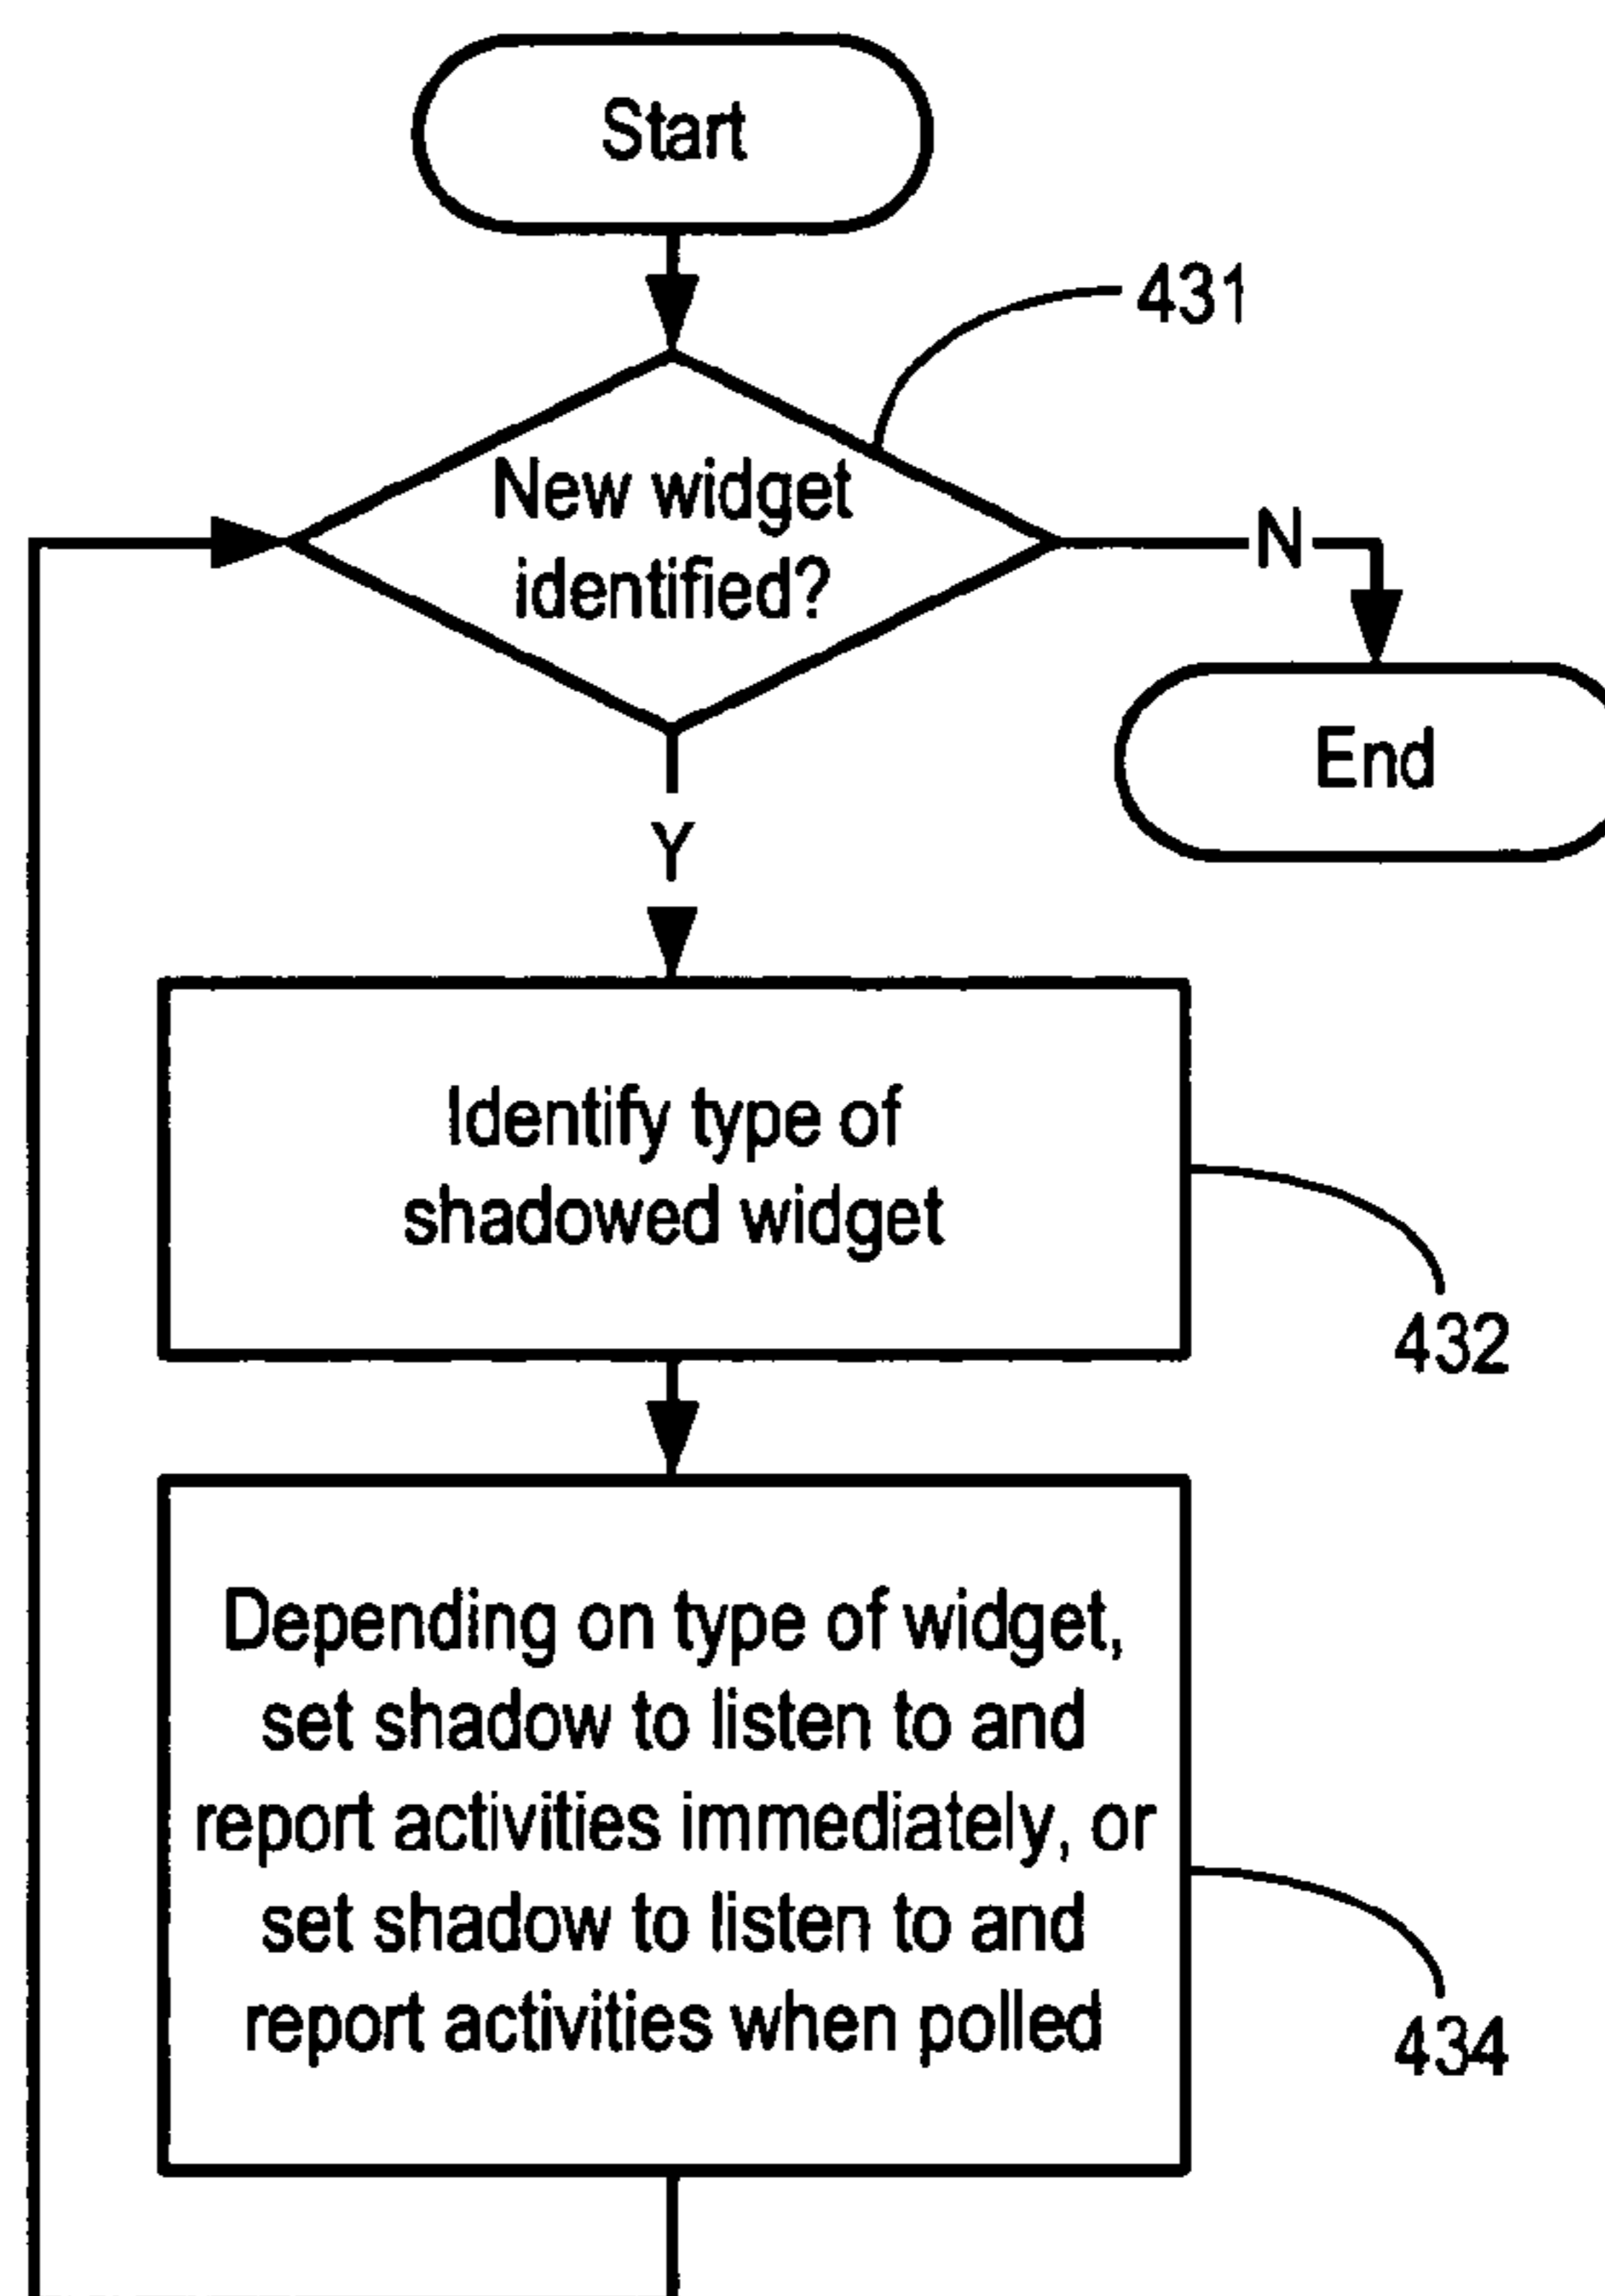 Start
431
New widget
identified?
N
End
Y
Identify type of
shadowed widget
432
Depending on type of widget,
set shadow to listen to and
report activities immediately, or
set shadow to listen to and
report activities when polled
434